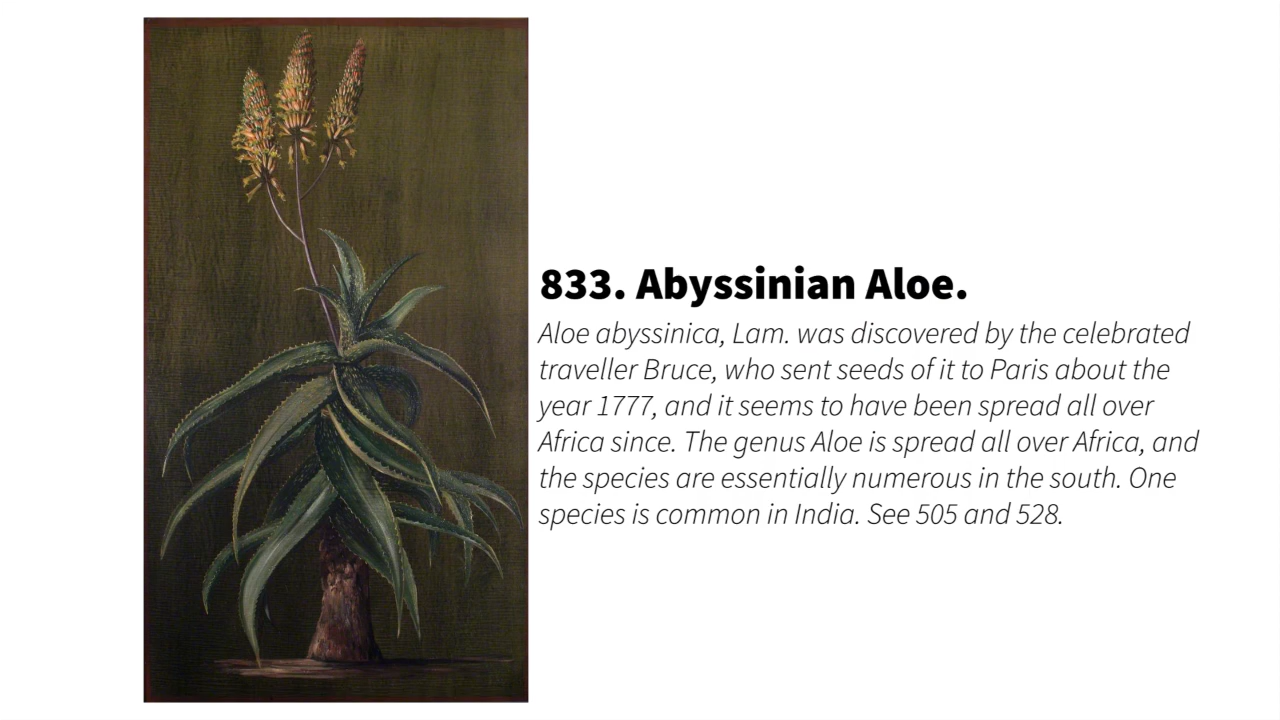 833. Abyssinian Aloe.
Aloe abyssinica, Lam. was discovered by the celebrated
traveller Bruce, who sent seeds of it to Paris about the
year 1777, and it seems to have been spread all over
Africa since. The genus Aloe is spread all over Africa, and
the species are essentially numerous in the south. One
species is common in India. See 505 and 528.